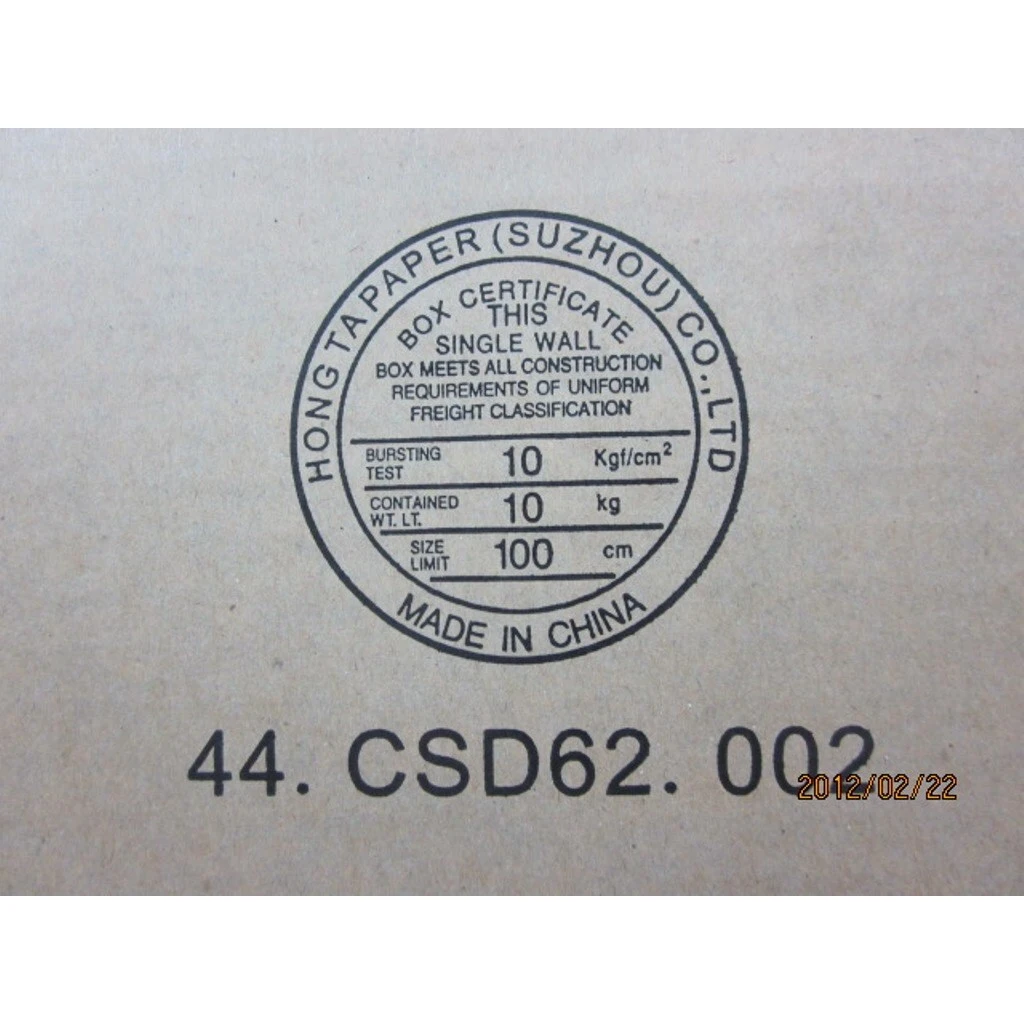 HONG TA PAPER (SUZHOU) CO., LTD
BOX CERTIFICATE
THIS
SINGLE WALL
BOX MEETS ALL CONSTRUCTION
REQUIREMENTS OF UNIFORM
FREIGHT CLASSIFICATION
BURSTING TEST 10 Kgf/cm²
CONTAINED WT. LT. 10 kg
SIZE LIMIT 100 cm
MADE IN CHINA
44. CSD62. 002
2012/02/22